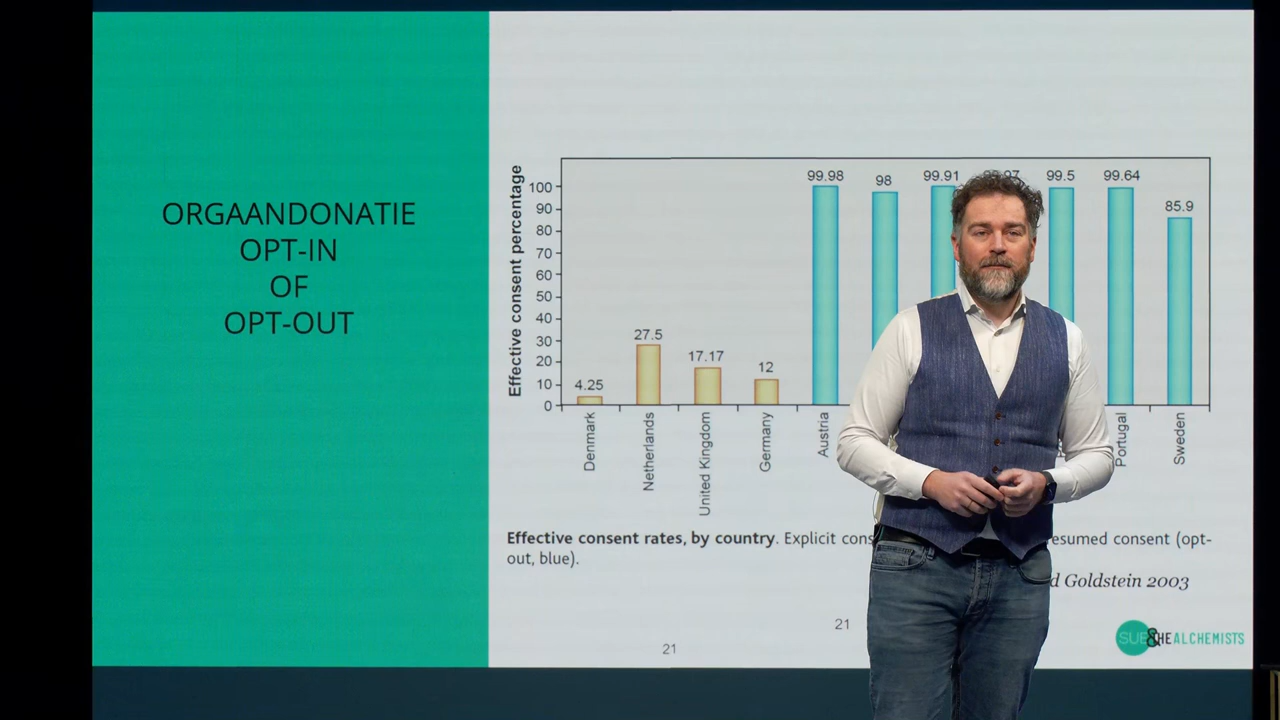 ORGAANDONATIE
OPT-IN
OF
OPT-OUT
Effective consent percentage
100
90
80
70
60
50
40
30
20
10
0
4.25
27.5
17.17
12
99.98
98
99.91
99.5
99.64
85.9
Denmark
Netherlands
United Kingdom
Germany
Austria
Portugal
Sweden
Effective consent rates, by country. Explicit consent (opt-
out, blue).
Goldstein 2003
21
21
SUE & THE ALCHEMISTS